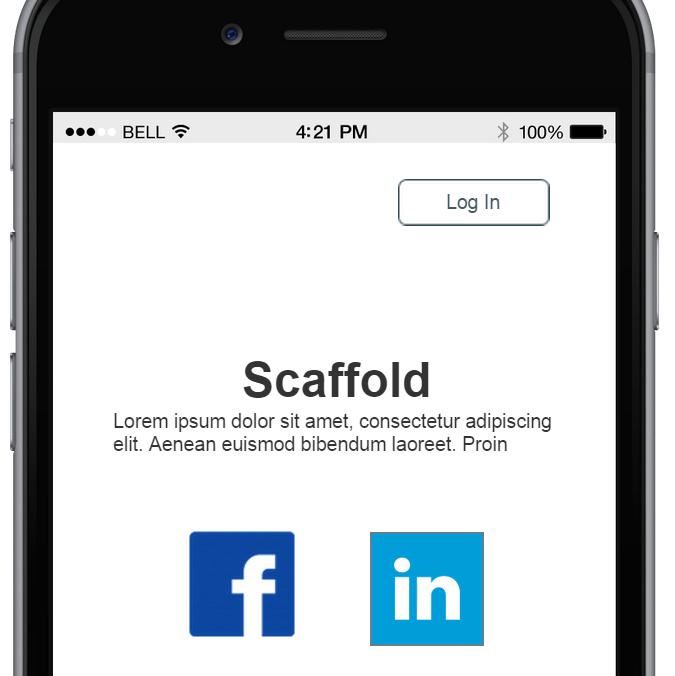 BELL 4:21 PM 100%
Log In
Scaffold
Lorem ipsum dolor sit amet, consectetur adipiscing
elit. Aenean euismod bibendum laoreet. Proin
f in